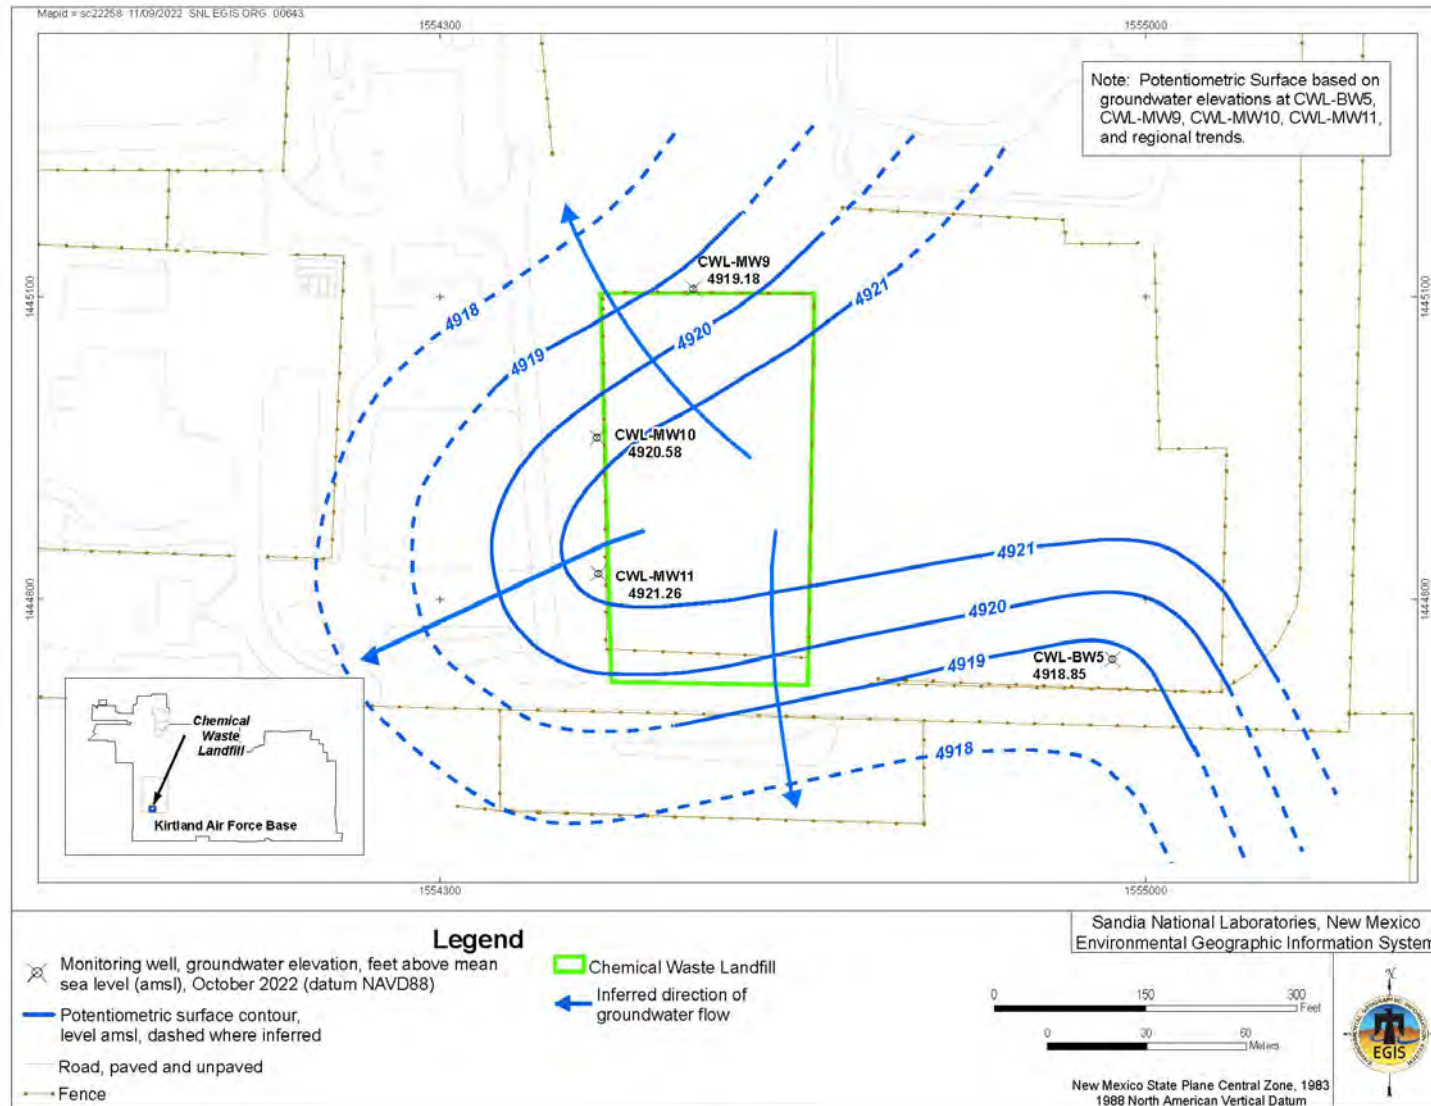 Mapid = sc22258 11/09/2022 SNL EGIS ORG. 00643
1554300
1555000
Note: Potentiometric Surface based on
groundwater elevations at CWL-BW5,
CWL-MW9, CWL-MW10, CWL-MW11,
and regional trends.
CWL-MW9
4919.18
1445100
1445100
4918
4919
4920
4921
CWL-MW10
4920.58
CWL-MW11
4921.26
1444800
1444800
4921
4920
4919
CWL-BW5
4918.85
4918
Chemical
Waste
Landfill
Kirtland Air Force Base
1554300
1555000
Legend
Monitoring well, groundwater elevation, feet above mean
sea level (amsl), October 2022 (datum NAVD88)
Potentiometric surface contour,
level amsl, dashed where inferred
Road, paved and unpaved
Fence
Chemical Waste Landfill
Inferred direction of
groundwater flow
Sandia National Laboratories, New Mexico
Environmental Geographic Information System
0 150 300
Feet
0 30 60
Meters
New Mexico State Plane Central Zone, 1983
1988 North American Vertical Datum
N
EGIS